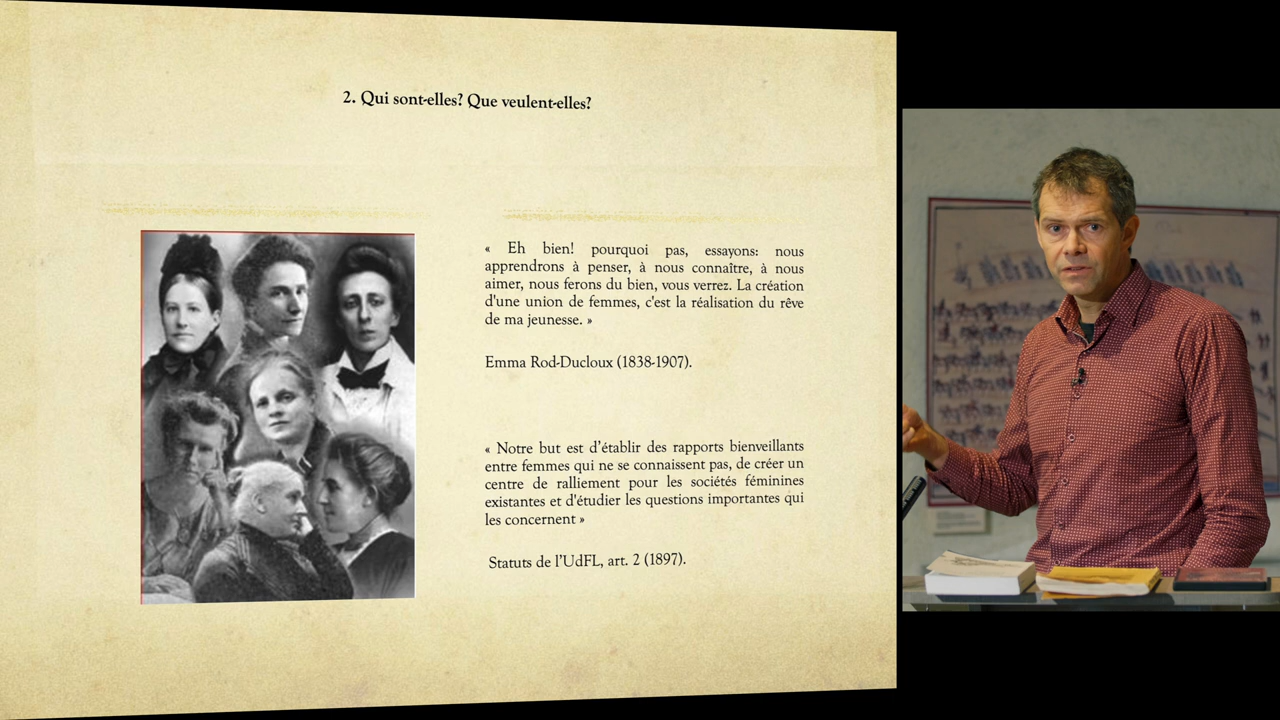 2. Qui sont-elles? Que veulent-elles?
« Eh bien! pourquoi pas, essayons: nous
apprendrons à penser, à nous connaître, à nous
aimer, nous ferons du bien, vous verrez. La création
d'une union de femmes, c'est la réalisation du rêve
de ma jeunesse. »
Emma Rod-Ducloux (1838-1907).
« Notre but est d’établir des rapports bienveillants
entre femmes qui ne se connaissent pas, de créer un
centre de ralliement pour les sociétés féminines
existantes et d'étudier les questions importantes qui
les concernent »
Statuts de l’UdFL, art. 2 (1897).